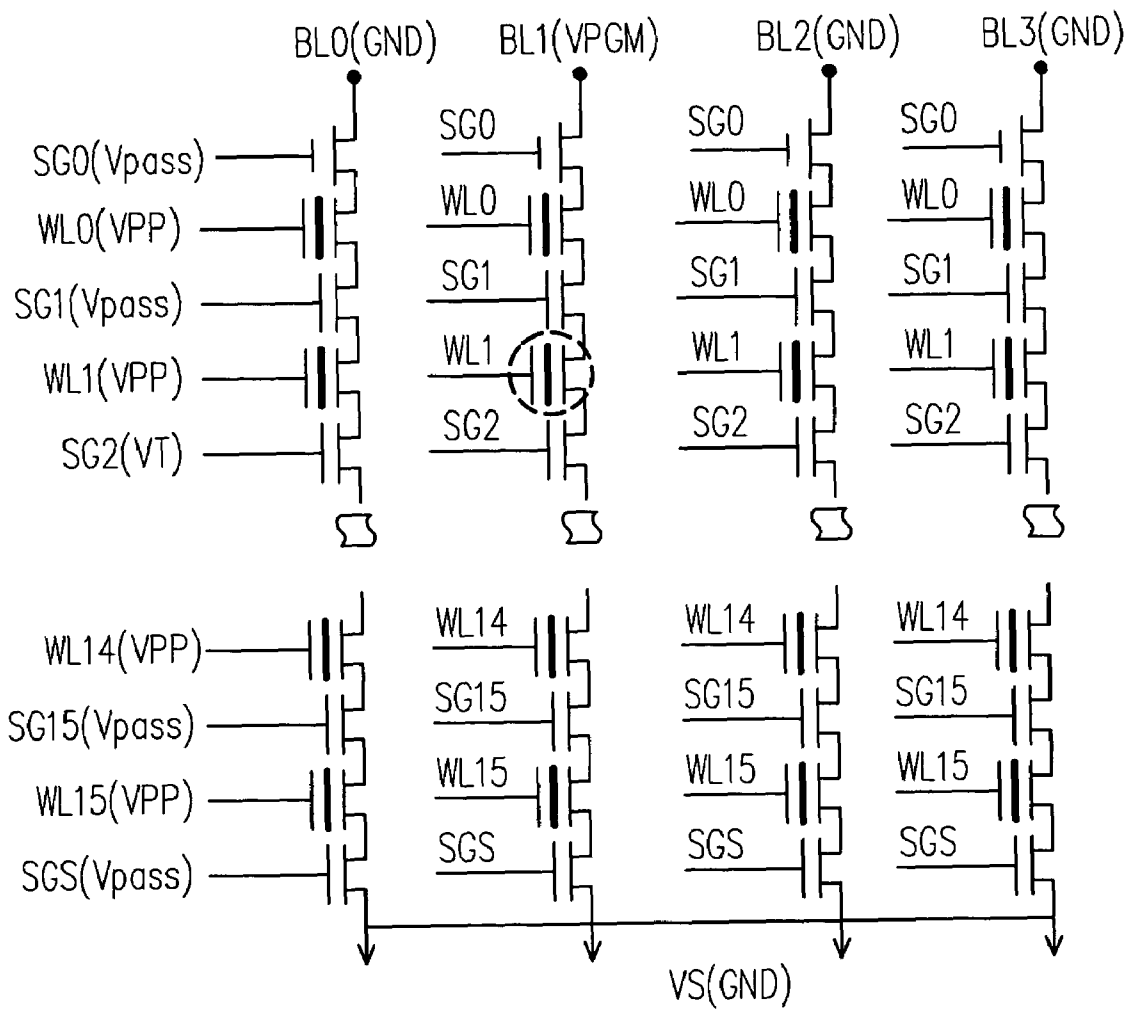 BL0(GND) BL1(VPGM) BL2(GND) BL3(GND)
SG0(Vpass) SG0 SG0 SG0
WL0(VPP) WL0 WL0 WL0
SG1(Vpass) SG1 SG1 SG1
WL1(VPP) WL1 WL1 WL1
SG2(VT) SG2 SG2 SG2
WL14(VPP) WL14 WL14 WL14
SG15(Vpass) SG15 SG15 SG15
WL15(VPP) WL15 WL15 WL15
SGS(Vpass) SGS SGS SGS
VS(GND)